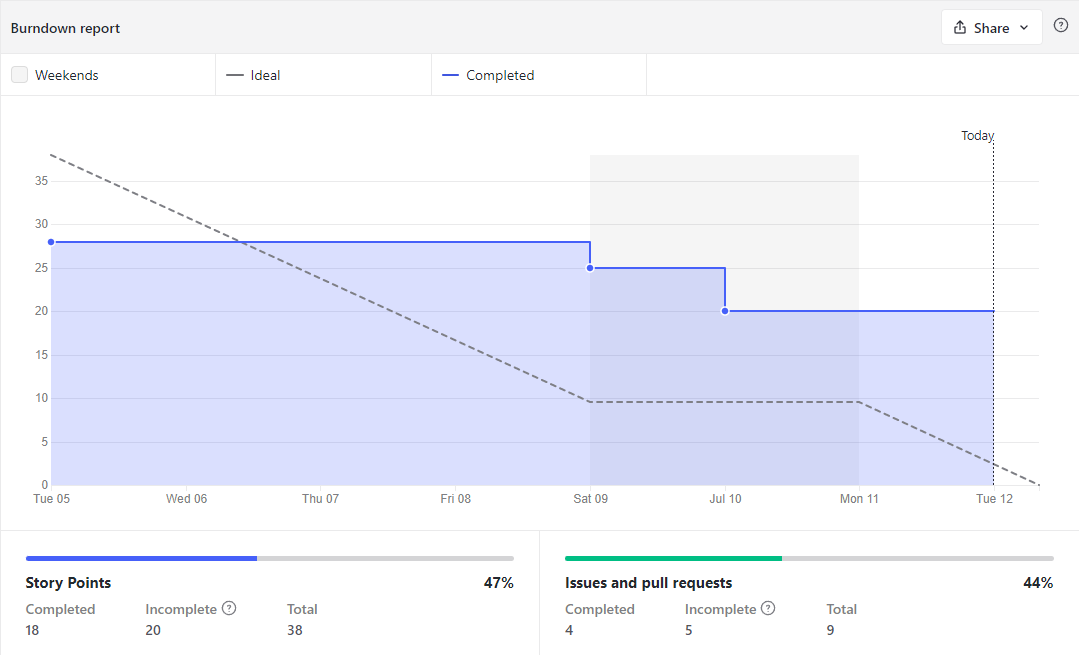 Burndown report
Share
?
Weekends
Ideal
Completed
Today
35
30
25
20
15
10
5
0
Tue 05 Wed 06 Thu 07 Fri 08 Sat 09 Jul 10 Mon 11 Tue 12
Story Points 47%
Completed Incomplete ? Total
18 20 38
Issues and pull requests 44%
Completed Incomplete ? Total
4 5 9